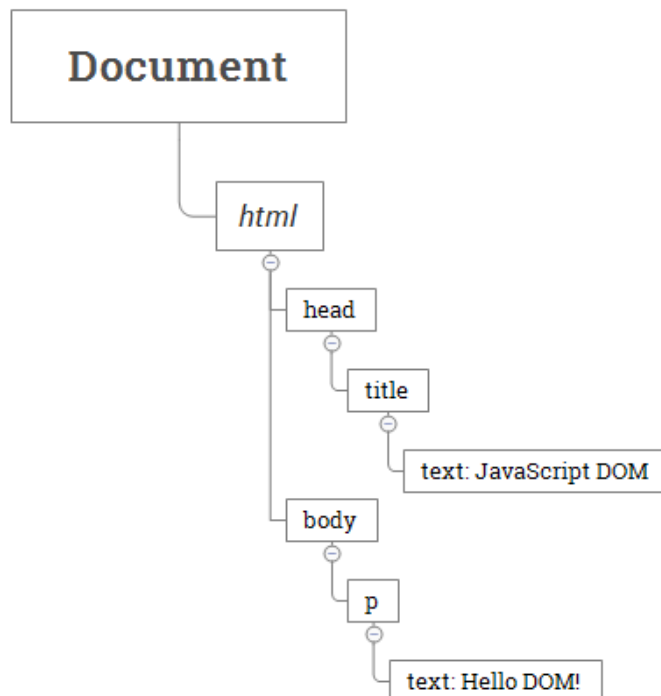 Document
html
head
title
text: JavaScript DOM
body
p
text: Hello DOM!